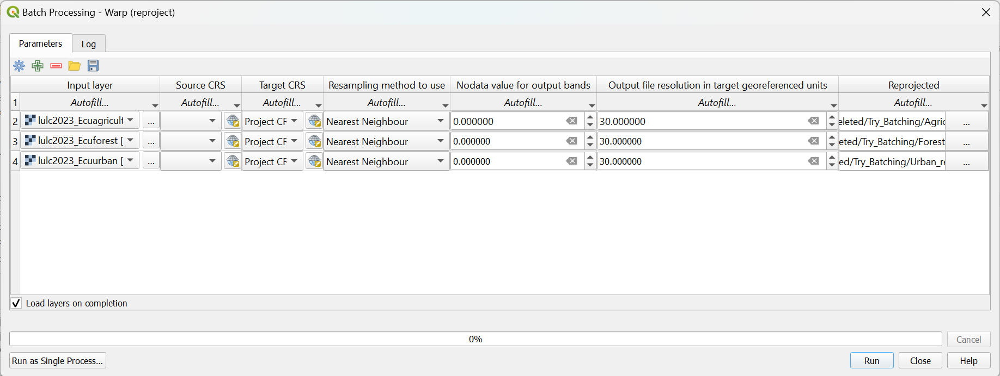 Batch Processing - Warp (reproject)
Parameters Log
Input layer Source CRS Target CRS Resampling method to use Nodata value for output bands Output file resolution in target georeferenced units Reprojected
1 Autofill... Autofill... Autofill... Autofill... Autofill... Autofill... Autofill...
2 lulc2023_Ecuagricult ... Project CF Nearest Neighbour 0.000000 30.000000 eleted/Try_Batching/Agric ...
3 lulc2023_Ecuforest [ ... Project CF Nearest Neighbour 0.000000 30.000000 eted/Try_Batching/Forest ...
4 lulc2023_Ecuurban [ ... Project CF Nearest Neighbour 0.000000 30.000000 ed/Try_Batching/Urban_re ...
Load layers on completion
0%
Cancel
Run as Single Process... Run Close Help